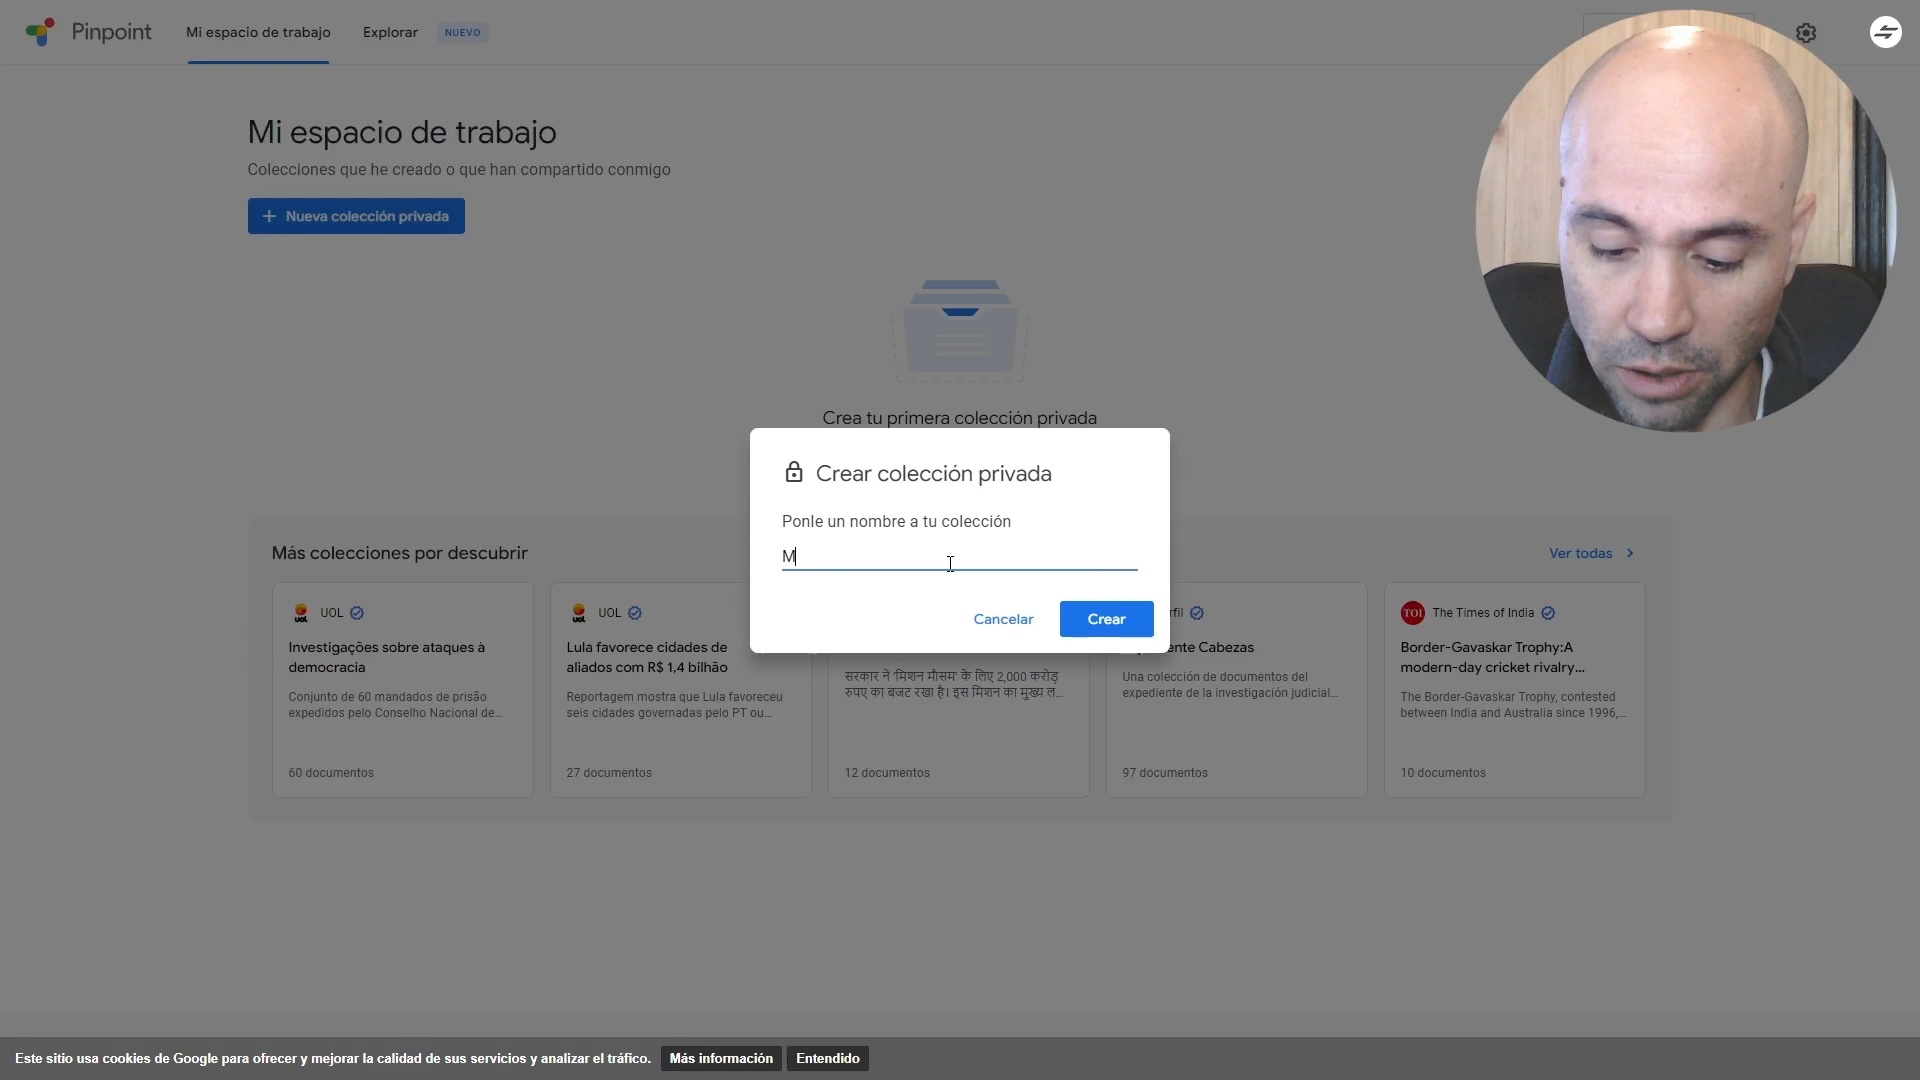 Pinpoint
Mi espacio de trabajo
Explorar
NUEVO
Mi espacio de trabajo
Colecciones que he creado o que han compartido conmigo
+ Nueva colección privada
Crea tu primera colección privada
Crear colección privada
Ponle un nombre a tu colección
M
Cancelar
Crear
Más colecciones por descubrir
Ver todas
UOL
Investigações sobre ataques à
democracia
Conjunto de 60 mandados de prisão
expedidos pelo Conselho Nacional de...
60 documentos
UOL
Lula favorece cidades de
aliados com R$ 1,4 bilhão
Reportagem mostra que Lula favoreceu
seis cidades governadas pelo PT ou...
27 documentos
सरकार ने 'मिशन मौसम' के लिए 2,000 करोड़
रुपए का बजट रखा है। इस मिशन का मुख्य ल...
12 documentos
Cabezas
Una colección de documentos del
expediente de la investigación judicial...
97 documentos
TOI
The Times of India
Border-Gavaskar Trophy:A
modern-day cricket rivalry...
The Border-Gavaskar Trophy, contested
between India and Australia since 1996,...
10 documentos
Este sitio usa cookies de Google para ofrecer y mejorar la calidad de sus servicios y analizar el tráfico.
Más información
Entendido